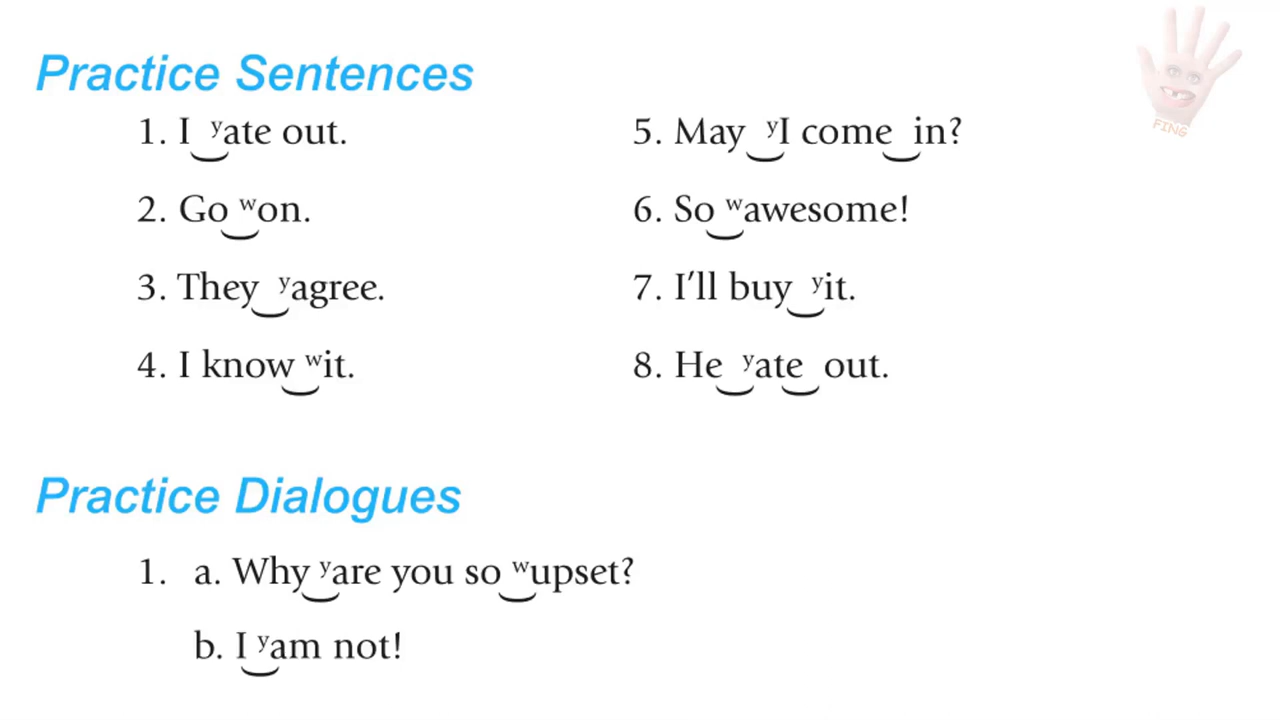 Practice Sentences
1. I ʸate out.
2. Go ʷon.
3. They ʸagree.
4. I know ʷit.
5. May ʸI come in?
6. So ʷawesome!
7. I'll buy ʸit.
8. He ʸate out.
Practice Dialogues
1. a. Why ʸare you so ʷupset?
b. I ʸam not!
FING